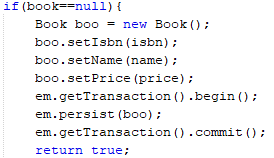 if(book==null){
Book boo = new Book();
boo.setIsbn(isbn);
boo.setName(name);
boo.setPrice(price);
em.getTransaction().begin();
em.persist(boo);
em.getTransaction().commit();
return true;